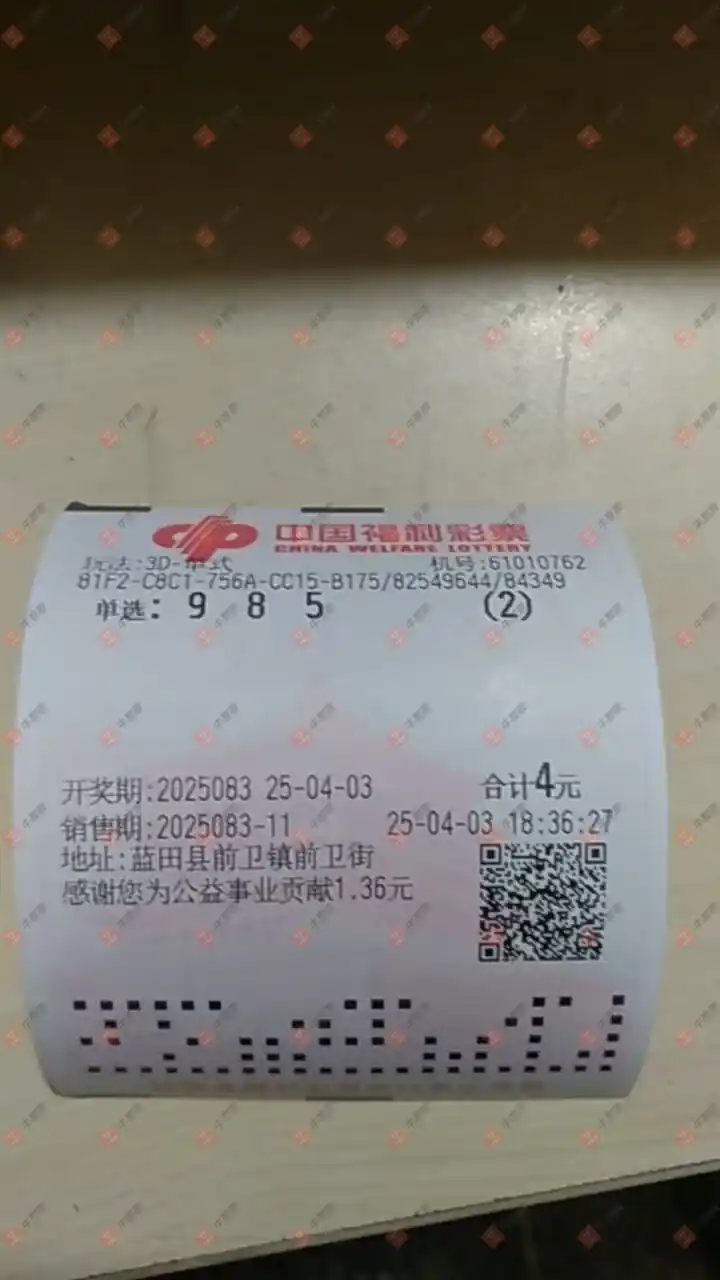 中国福利彩票
CHINA WELFARE LOTTERY
玩法:3D-单式 机号:61010762
81F2-C8C1-756A-CC15-B175/82549644/84349
单选: 9 8 5 (2)
开奖期:2025083 25-04-03 合计4元
销售期:2025083-11 25-04-03 18:36:27
地址:蓝田县前卫镇前卫街
感谢您为公益事业贡献1.36元